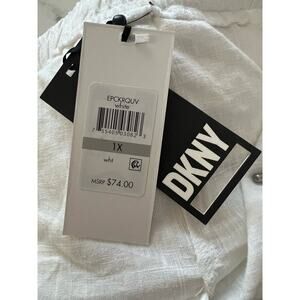 EPCKRQUV
white
1X
wht
MSRP $74.00
DKNY